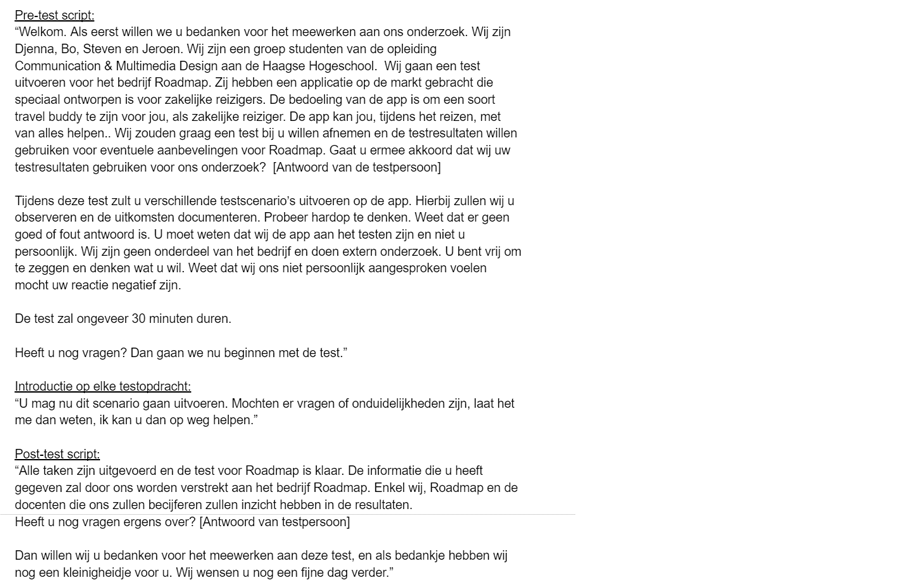 Pre-test script:
“Welkom. Als eerst willen we u bedanken voor het meewerken aan ons onderzoek. Wij zijn
Djenna, Bo, Steven en Jeroen. Wij zijn een groep studenten van de opleiding
Communication & Multimedia Design aan de Haagse Hogeschool.  Wij gaan een test
uitvoeren voor het bedrijf Roadmap. Zij hebben een applicatie op de markt gebracht die
speciaal ontworpen is voor zakelijke reizigers. De bedoeling van de app is om een soort
travel buddy te zijn voor jou, als zakelijke reiziger. De app kan jou, tijdens het reizen, met
van alles helpen.. Wij zouden graag een test bij u willen afnemen en de testresultaten willen
gebruiken voor eventuele aanbevelingen voor Roadmap. Gaat u ermee akkoord dat wij uw
testresultaten gebruiken voor ons onderzoek?  [Antwoord van de testpersoon]
Tijdens deze test zult u verschillende testscenario's uitvoeren op de app. Hierbij zullen wij u
observeren en de uitkomsten documenteren. Probeer hardop te denken. Weet dat er geen
goed of fout antwoord is. U moet weten dat wij de app aan het testen zijn en niet u
persoonlijk. Wij zijn geen onderdeel van het bedrijf en doen extern onderzoek. U bent vrij om
te zeggen en denken wat u wil. Weet dat wij ons niet persoonlijk aangesproken voelen
mocht uw reactie negatief zijn.
De test zal ongeveer 30 minuten duren.
Heeft u nog vragen? Dan gaan we nu beginnen met de test.”
Introductie op elke testopdracht:
“U mag nu dit scenario gaan uitvoeren. Mochten er vragen of onduidelijkheden zijn, laat het
me dan weten, ik kan u dan op weg helpen.”
Post-test script:
“Alle taken zijn uitgevoerd en de test voor Roadmap is klaar. De informatie die u heeft
gegeven zal door ons worden verstrekt aan het bedrijf Roadmap. Enkel wij, Roadmap en de
docenten die ons zullen becijferen zullen inzicht hebben in de resultaten.
Heeft u nog vragen ergens over? [Antwoord van testpersoon]
Dan willen wij u bedanken voor het meewerken aan deze test, en als bedankje hebben wij
nog een kleinigheidje voor u. Wij wensen u nog een fijne dag verder.”